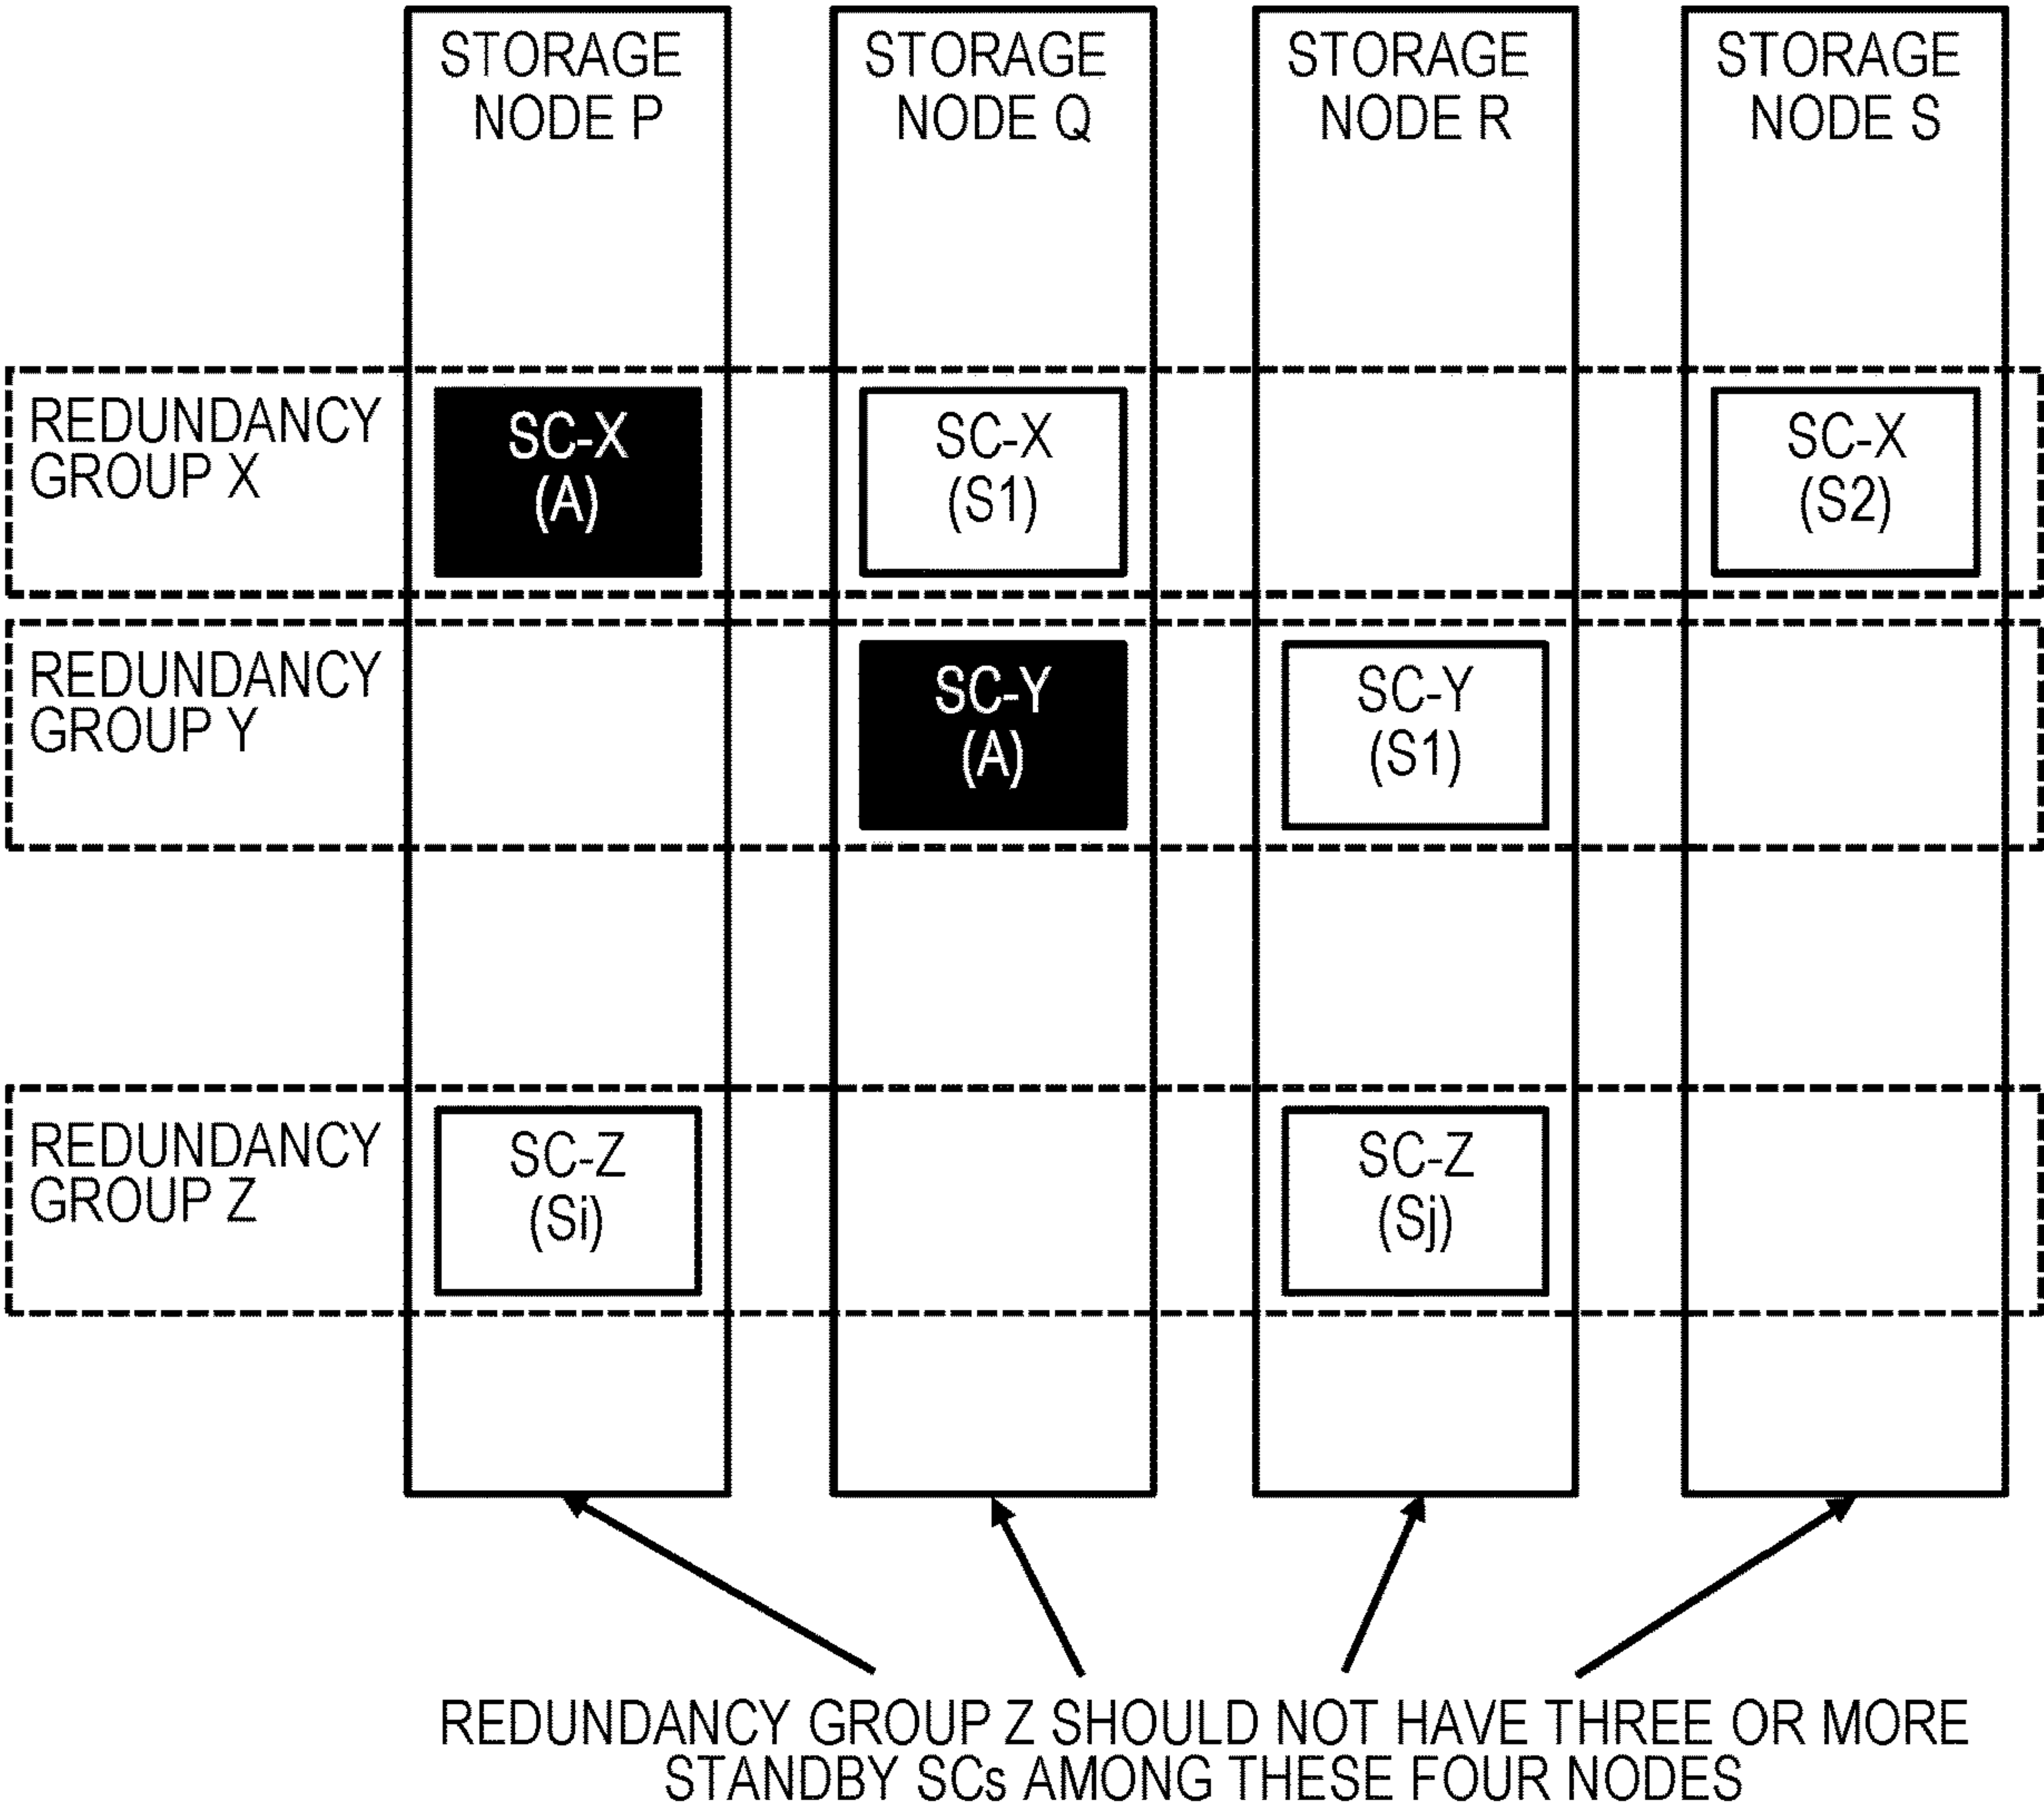 STORAGE
NODE P
STORAGE
NODE Q
STORAGE
NODE R
STORAGE
NODE S
REDUNDANCY
GROUP X
SC-X
(A)
SC-X
(S1)
SC-X
(S2)
REDUNDANCY
GROUP Y
SC-Y
(A)
SC-Y
(S1)
REDUNDANCY
GROUP Z
SC-Z
(Si)
SC-Z
(Sj)
REDUNDANCY GROUP Z SHOULD NOT HAVE THREE OR MORE
STANDBY SCs AMONG THESE FOUR NODES